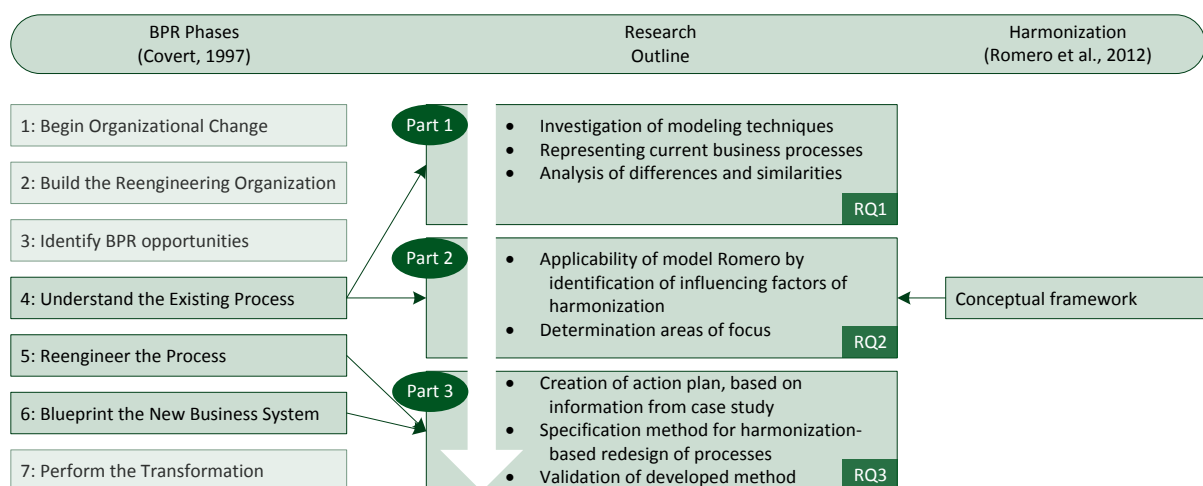 BPR Phases
(Covert, 1997)
Research
Outline
Harmonization
(Romero et al., 2012)
1: Begin Organizational Change
2: Build the Reengineering Organization
3: Identify BPR opportunities
4: Understand the Existing Process
5: Reengineer the Process
6: Blueprint the New Business System
7: Perform the Transformation
Part 1
• Investigation of modeling techniques
• Representing current business processes
• Analysis of differences and similarities
RQ1
Part 2
• Applicability of model Romero by
identification of influencing factors of
harmonization
• Determination areas of focus
RQ2
Part 3
• Creation of action plan, based on
information from case study
• Specification method for harmonization-
based redesign of processes
• Validation of developed method
RQ3
Conceptual framework